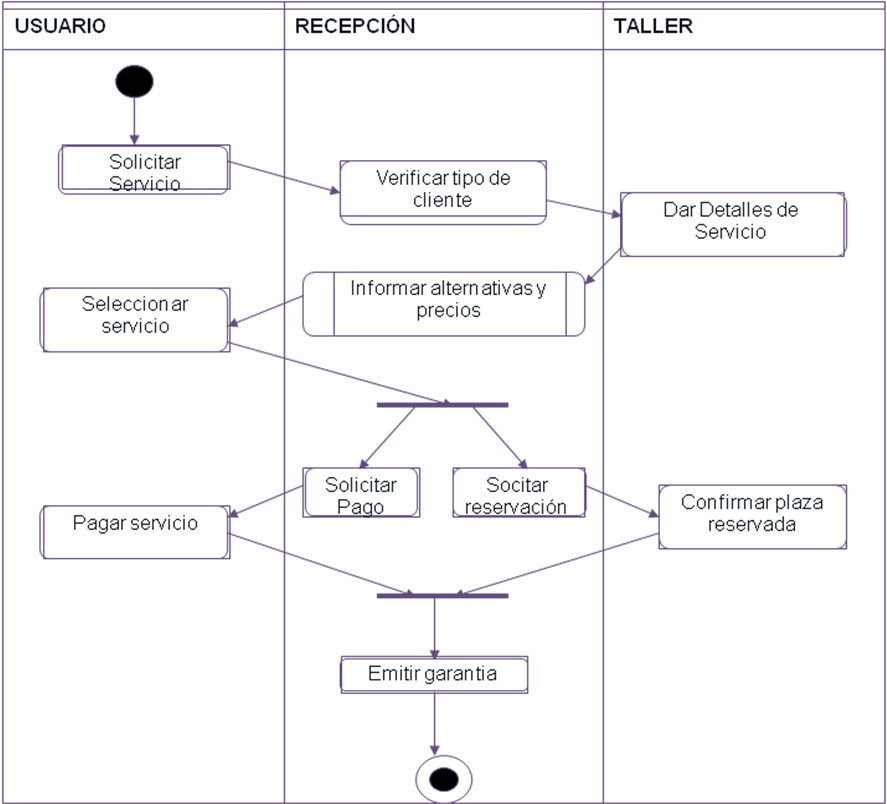 USUARIO
RECEPCIÓN
TALLER
Solicitar
Servicio
Verificar tipo de
cliente
Dar Detalles de
Servicio
Informar alternativas y
precios
Seleccionar
servicio
Solicitar
Pago
Socitar
reservación
Confirmar plaza
reservada
Pagar servicio
Emitir garantia